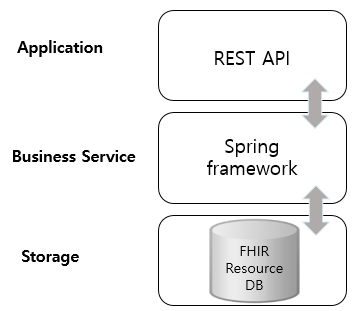 Application
REST API
Business Service
Spring
framework
Storage
FHIR
Resource
DB